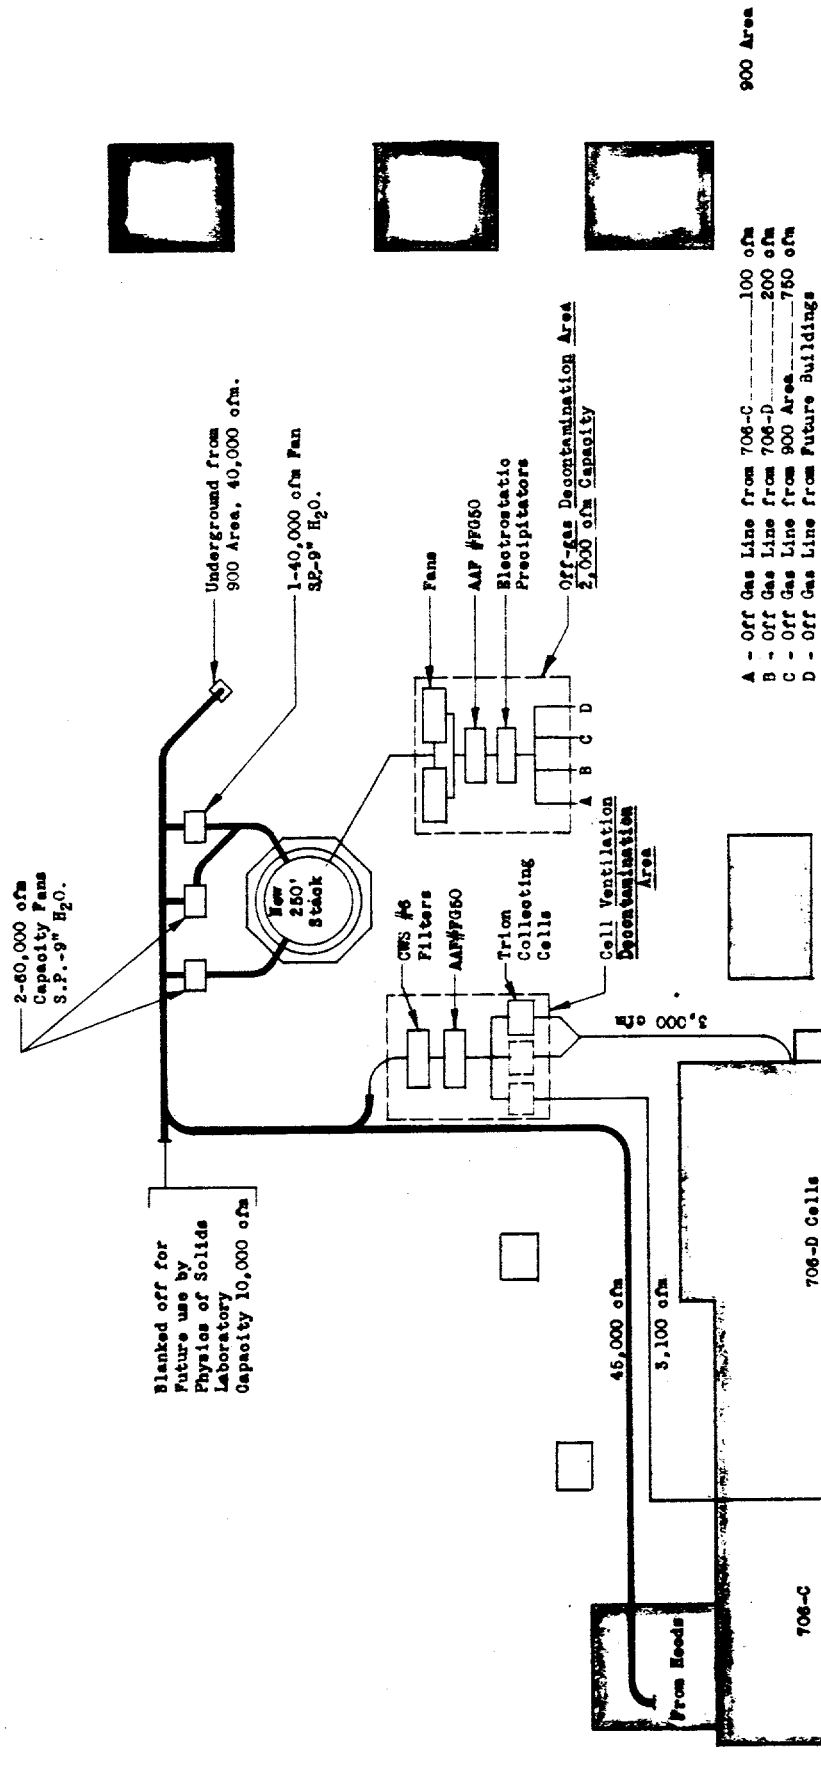 2-60,000 cfm
Capacity Fans
S.P.-9" H2O.
Underground from
900 Area, 40,000 cfm.
1-40,000 cfm Fan
S.P.-9" H2O.
New
250'
Stack
Blanked off for
Future use by
Physics of Solids
Laboratory
Capacity 10,000 cfm
CWS #6
Filters
AAF#FG50
Trion
Collecting
Cells
Cell Ventilation
Decontamination
Area
Fans
AAF #FG50
Electrostatic
Precipitators
Off-gas Decontamination Area
2,000 cfm Capacity
A
B
C
D
45,000 cfm
3,100 cfm
3,000 cfm
From Hoods
706-C
706-D Cells
900 Area
A - Off Gas Line from 706-C 100 cfm
B - Off Gas Line from 706-D 200 cfm
C - Off Gas Line from 900 Area 750 cfm
D - Off Gas Line from Future Buildings